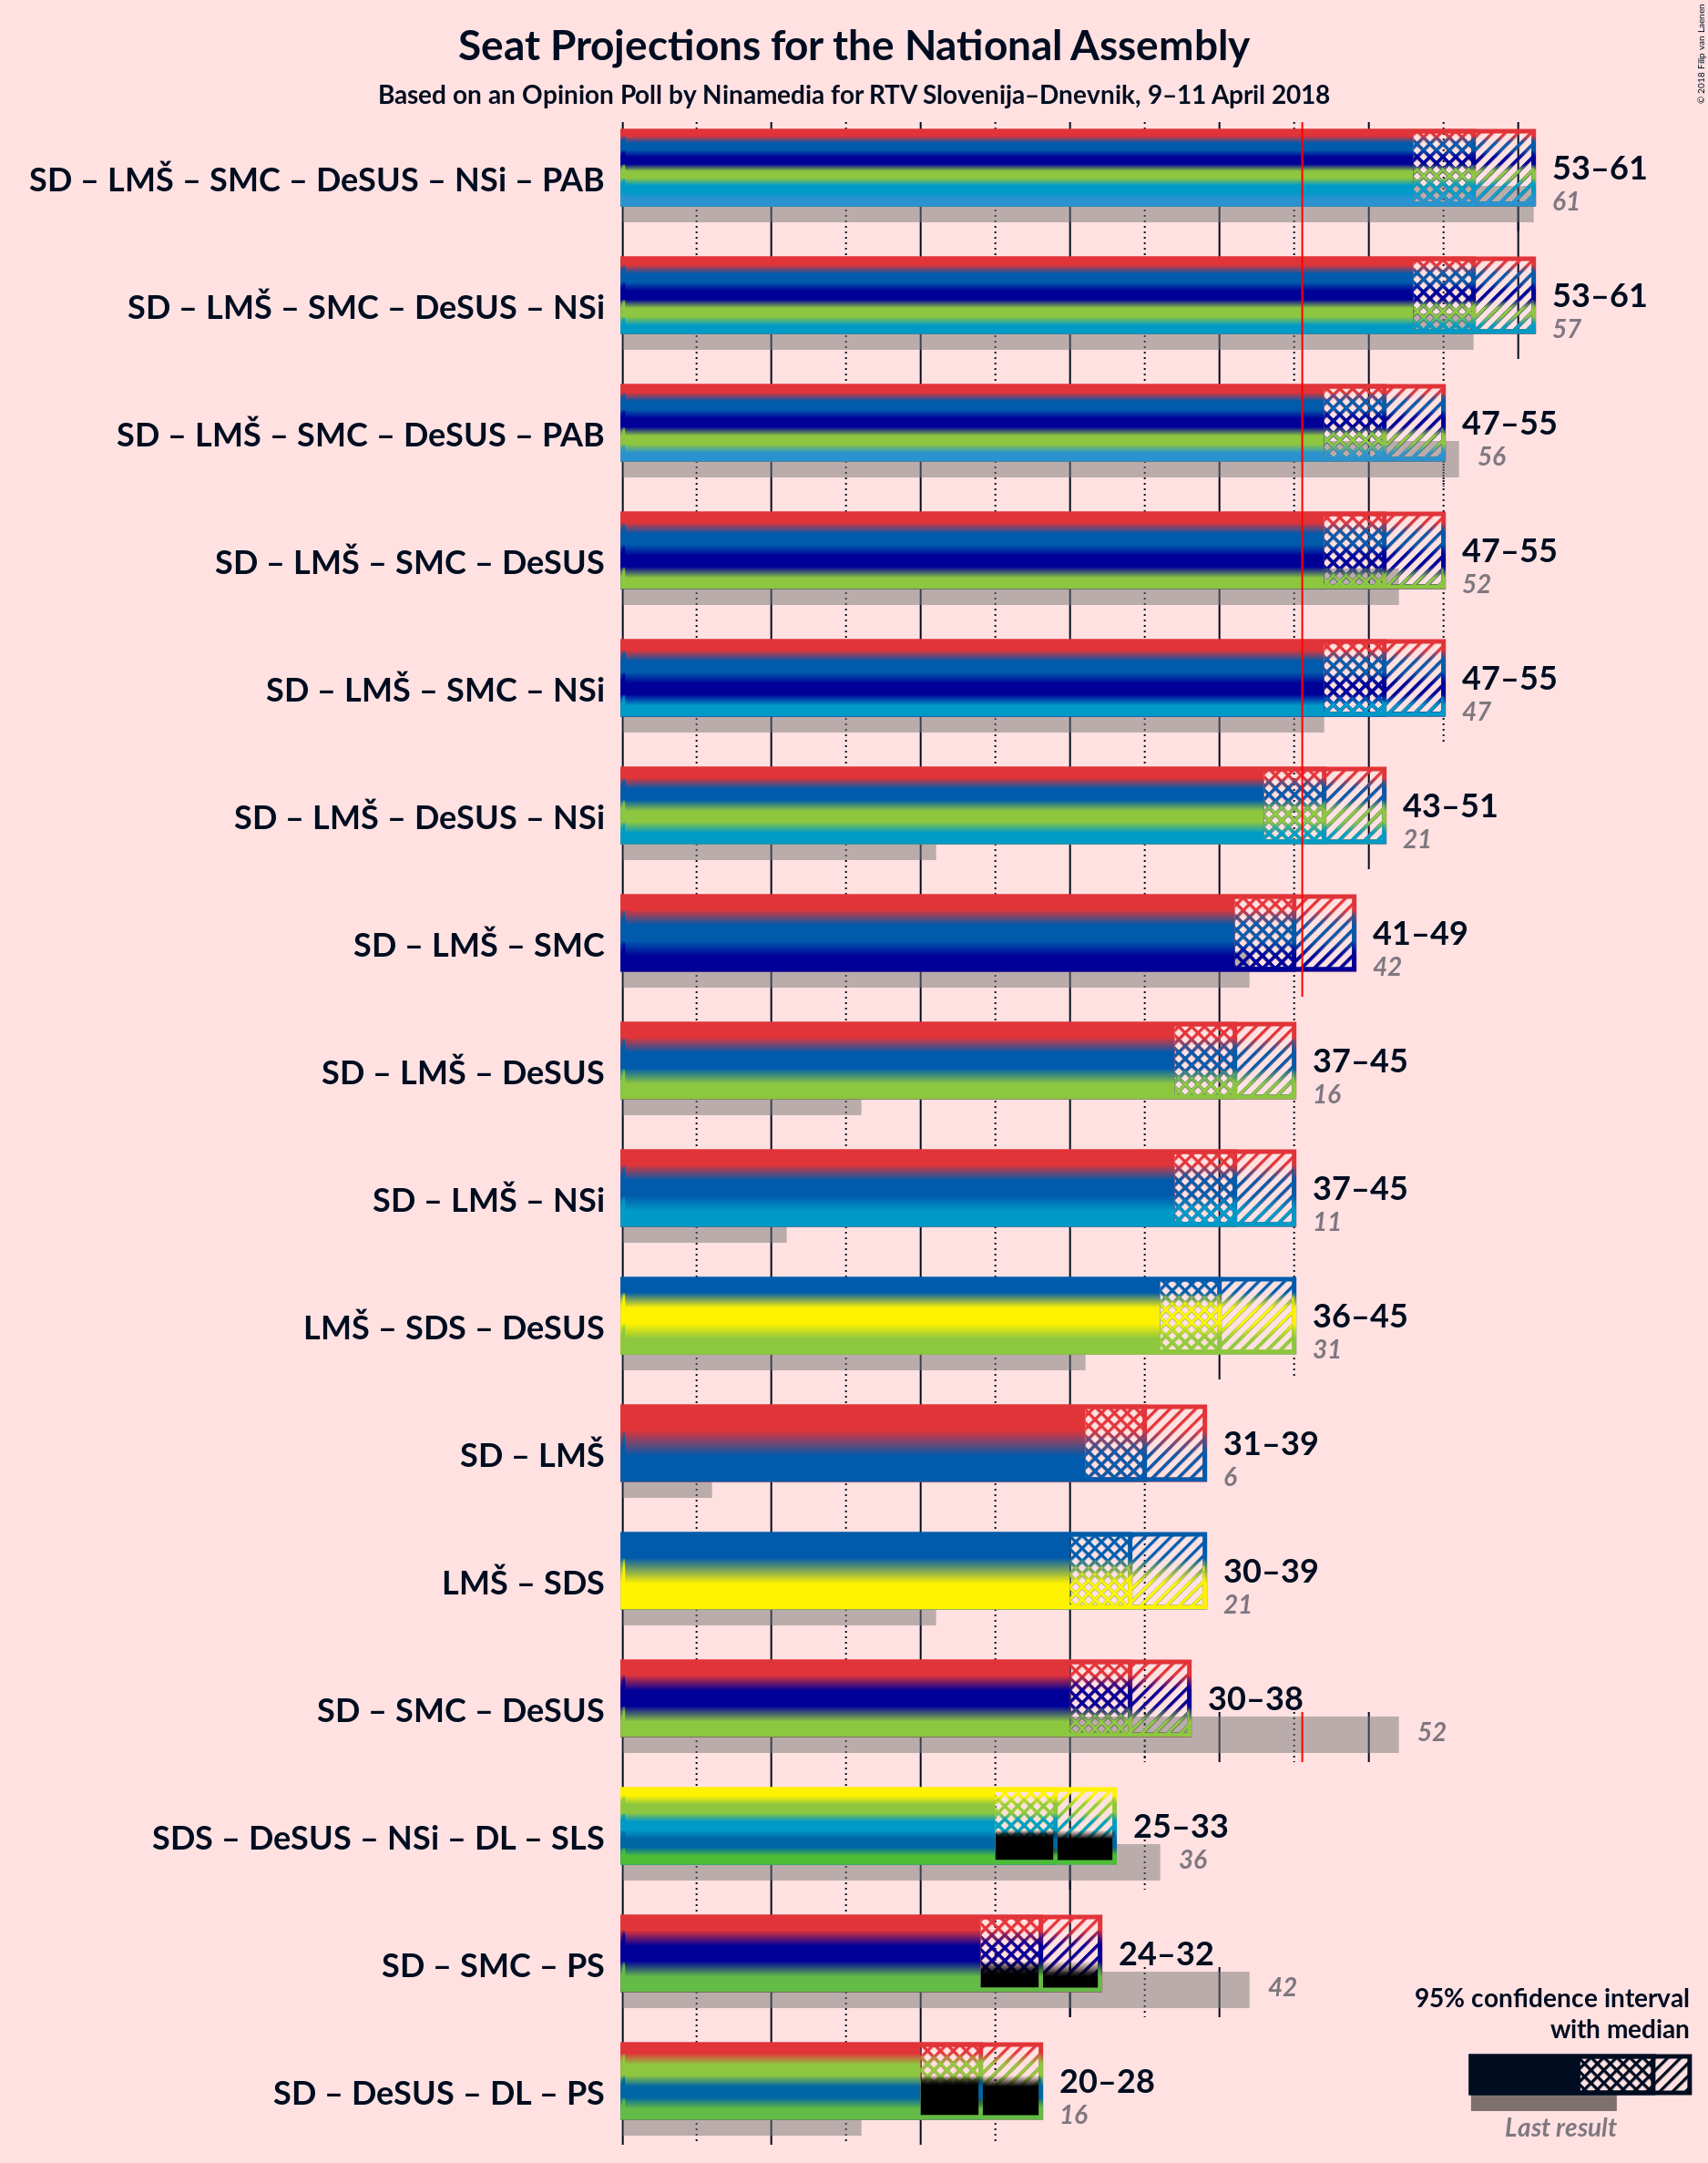 Seat Projections for the National Assembly
Based on an Opinion Poll by Ninamedia for RTV Slovenija–Dnevnik, 9–11 April 2018
© 2018 Filip van Laenen
SD – LMŠ – SMC – DeSUS – NSi – PAB
53–61
61
SD – LMŠ – SMC – DeSUS – NSi
53–61
57
SD – LMŠ – SMC – DeSUS – PAB
47–55
56
SD – LMŠ – SMC – DeSUS
47–55
52
SD – LMŠ – SMC – NSi
47–55
47
SD – LMŠ – DeSUS – NSi
43–51
21
SD – LMŠ – SMC
41–49
42
SD – LMŠ – DeSUS
37–45
16
SD – LMŠ – NSi
37–45
11
LMŠ – SDS – DeSUS
36–45
31
SD – LMŠ
31–39
6
LMŠ – SDS
30–39
21
SD – SMC – DeSUS
30–38
52
SDS – DeSUS – NSi – DL – SLS
25–33
36
SD – SMC – PS
24–32
42
SD – DeSUS – DL – PS
20–28
16
95% confidence interval
with median
Last result